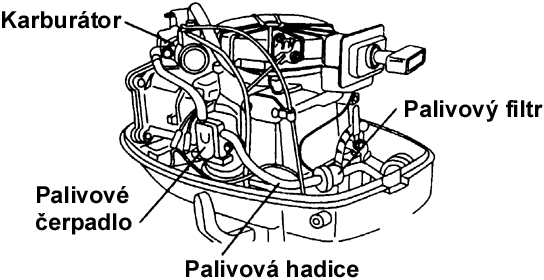 Karburátor
Palivový filtr
Palivové
čerpadlo
Palivová hadice